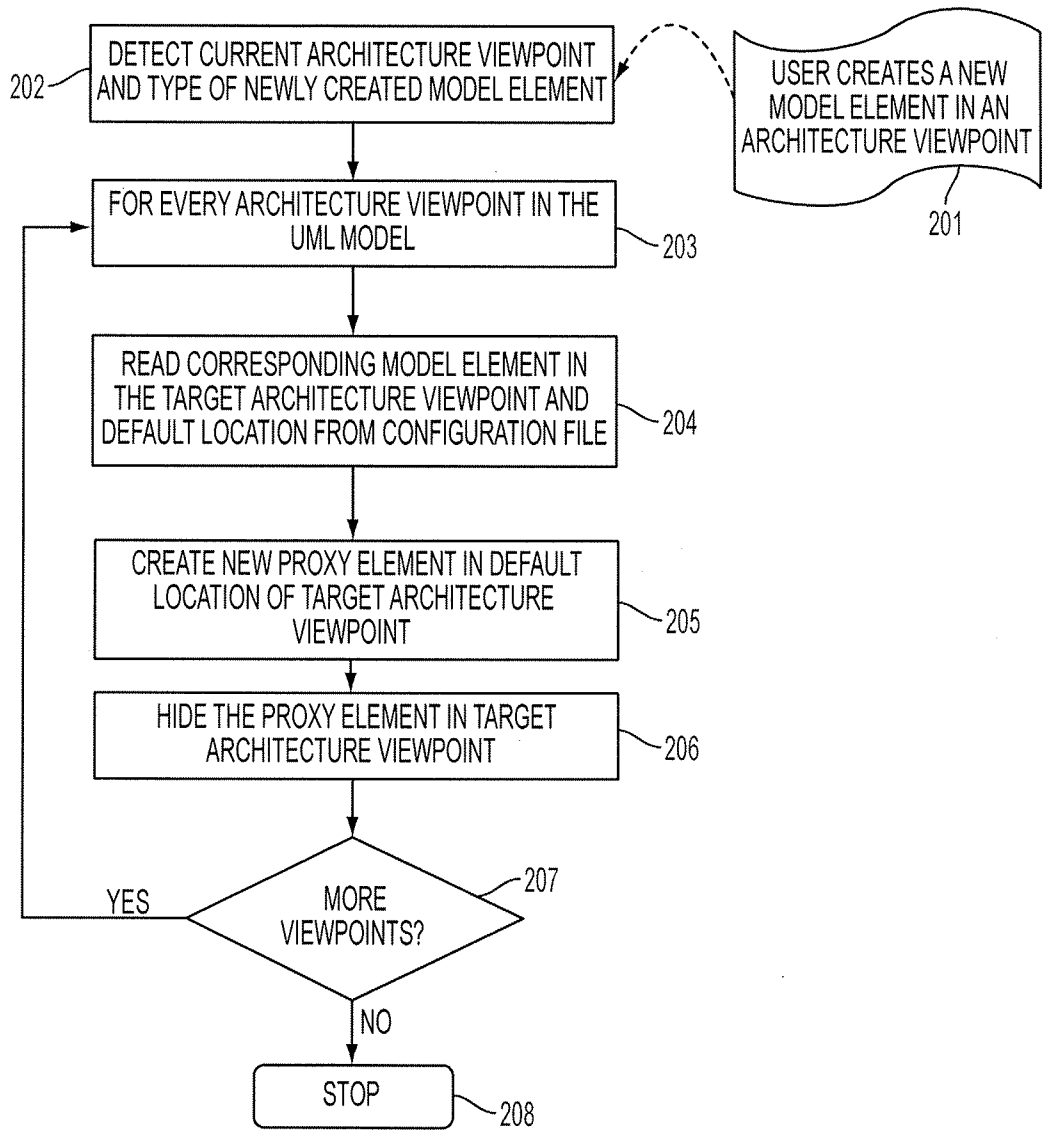 DETECT CURRENT ARCHITECTURE VIEWPOINT
AND TYPE OF NEWLY CREATED MODEL ELEMENT
202
USER CREATES A NEW
MODEL ELEMENT IN AN
ARCHITECTURE VIEWPOINT
201
FOR EVERY ARCHITECTURE VIEWPOINT IN THE
UML MODEL
203
READ CORRESPONDING MODEL ELEMENT IN
THE TARGET ARCHITECTURE VIEWPOINT AND
DEFAULT LOCATION FROM CONFIGURATION FILE
204
CREATE NEW PROXY ELEMENT IN DEFAULT
LOCATION OF TARGET ARCHITECTURE
VIEWPOINT
205
HIDE THE PROXY ELEMENT IN TARGET
ARCHITECTURE VIEWPOINT
206
MORE
VIEWPOINTS?
207
YES
NO
STOP
208